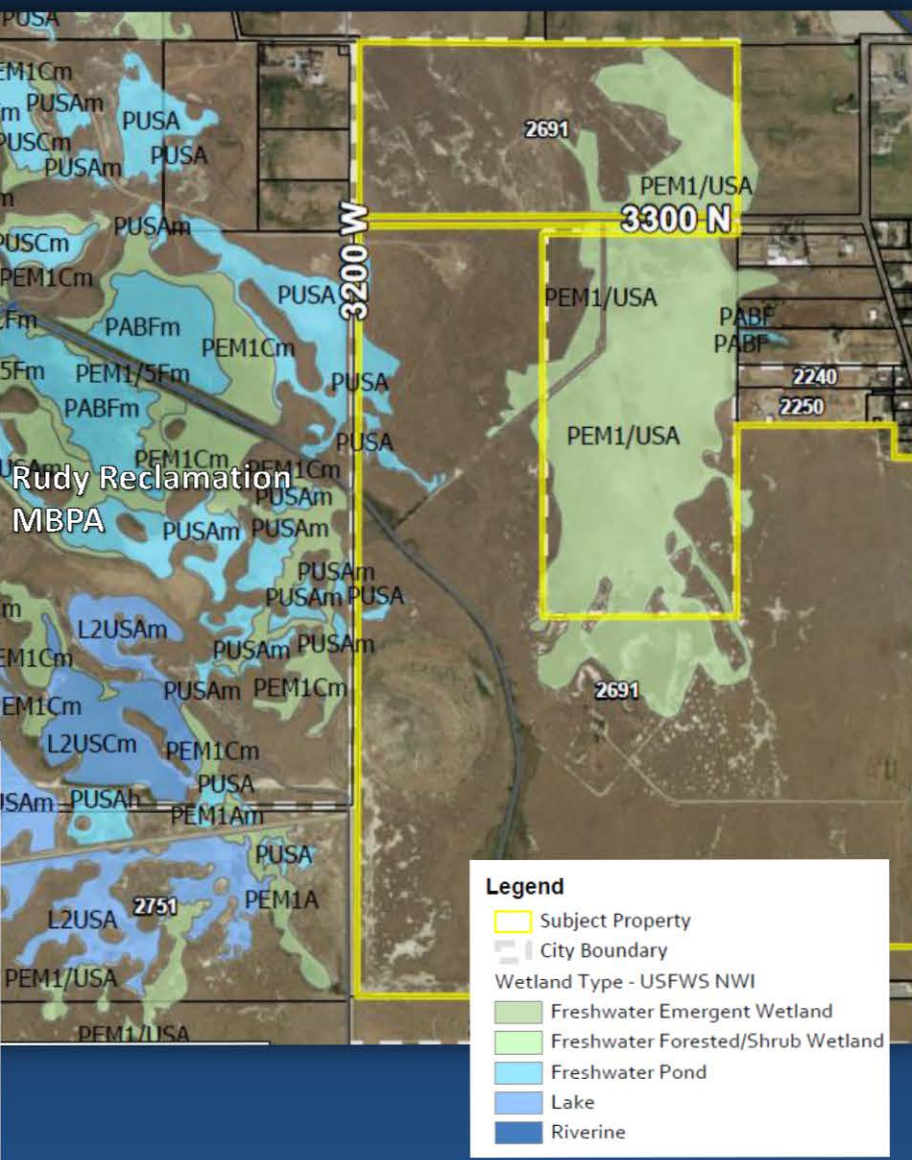 PUSA
EM1Cm
PUSAm
PUSA
PUSCm
PUSA
PUSAm
2691
PEM1/USA
PUSAm
3300 N
PUSCm
3200 W
PEM1Cm
PUSA
PEM1/USA
PABF
PABFm
PABF
PEM1Cm
5Fm
PEM1/5Fm
PUSA
2240
PABFm
2250
PUSA
PEM1/USA
PEM1Cm
PEM1Cm
Rudy Reclamation
MBPA
PUSAm
PUSAm
PUSAm
PUSAm
PUSAm
PUSA
L2USAm
PUSAm
PUSAm
EM1Cm
PUSAm
PEM1Cm
2691
EM1Cm
L2USCm
PEM1Cm
PUSA
USAm
PUSAh
PEM1Am
PUSA
2751
PEM1A
L2USA
PEM1/USA
PEM1/USA
Legend
Subject Property
City Boundary
Wetland Type - USFWS NWI
Freshwater Emergent Wetland
Freshwater Forested/Shrub Wetland
Freshwater Pond
Lake
Riverine